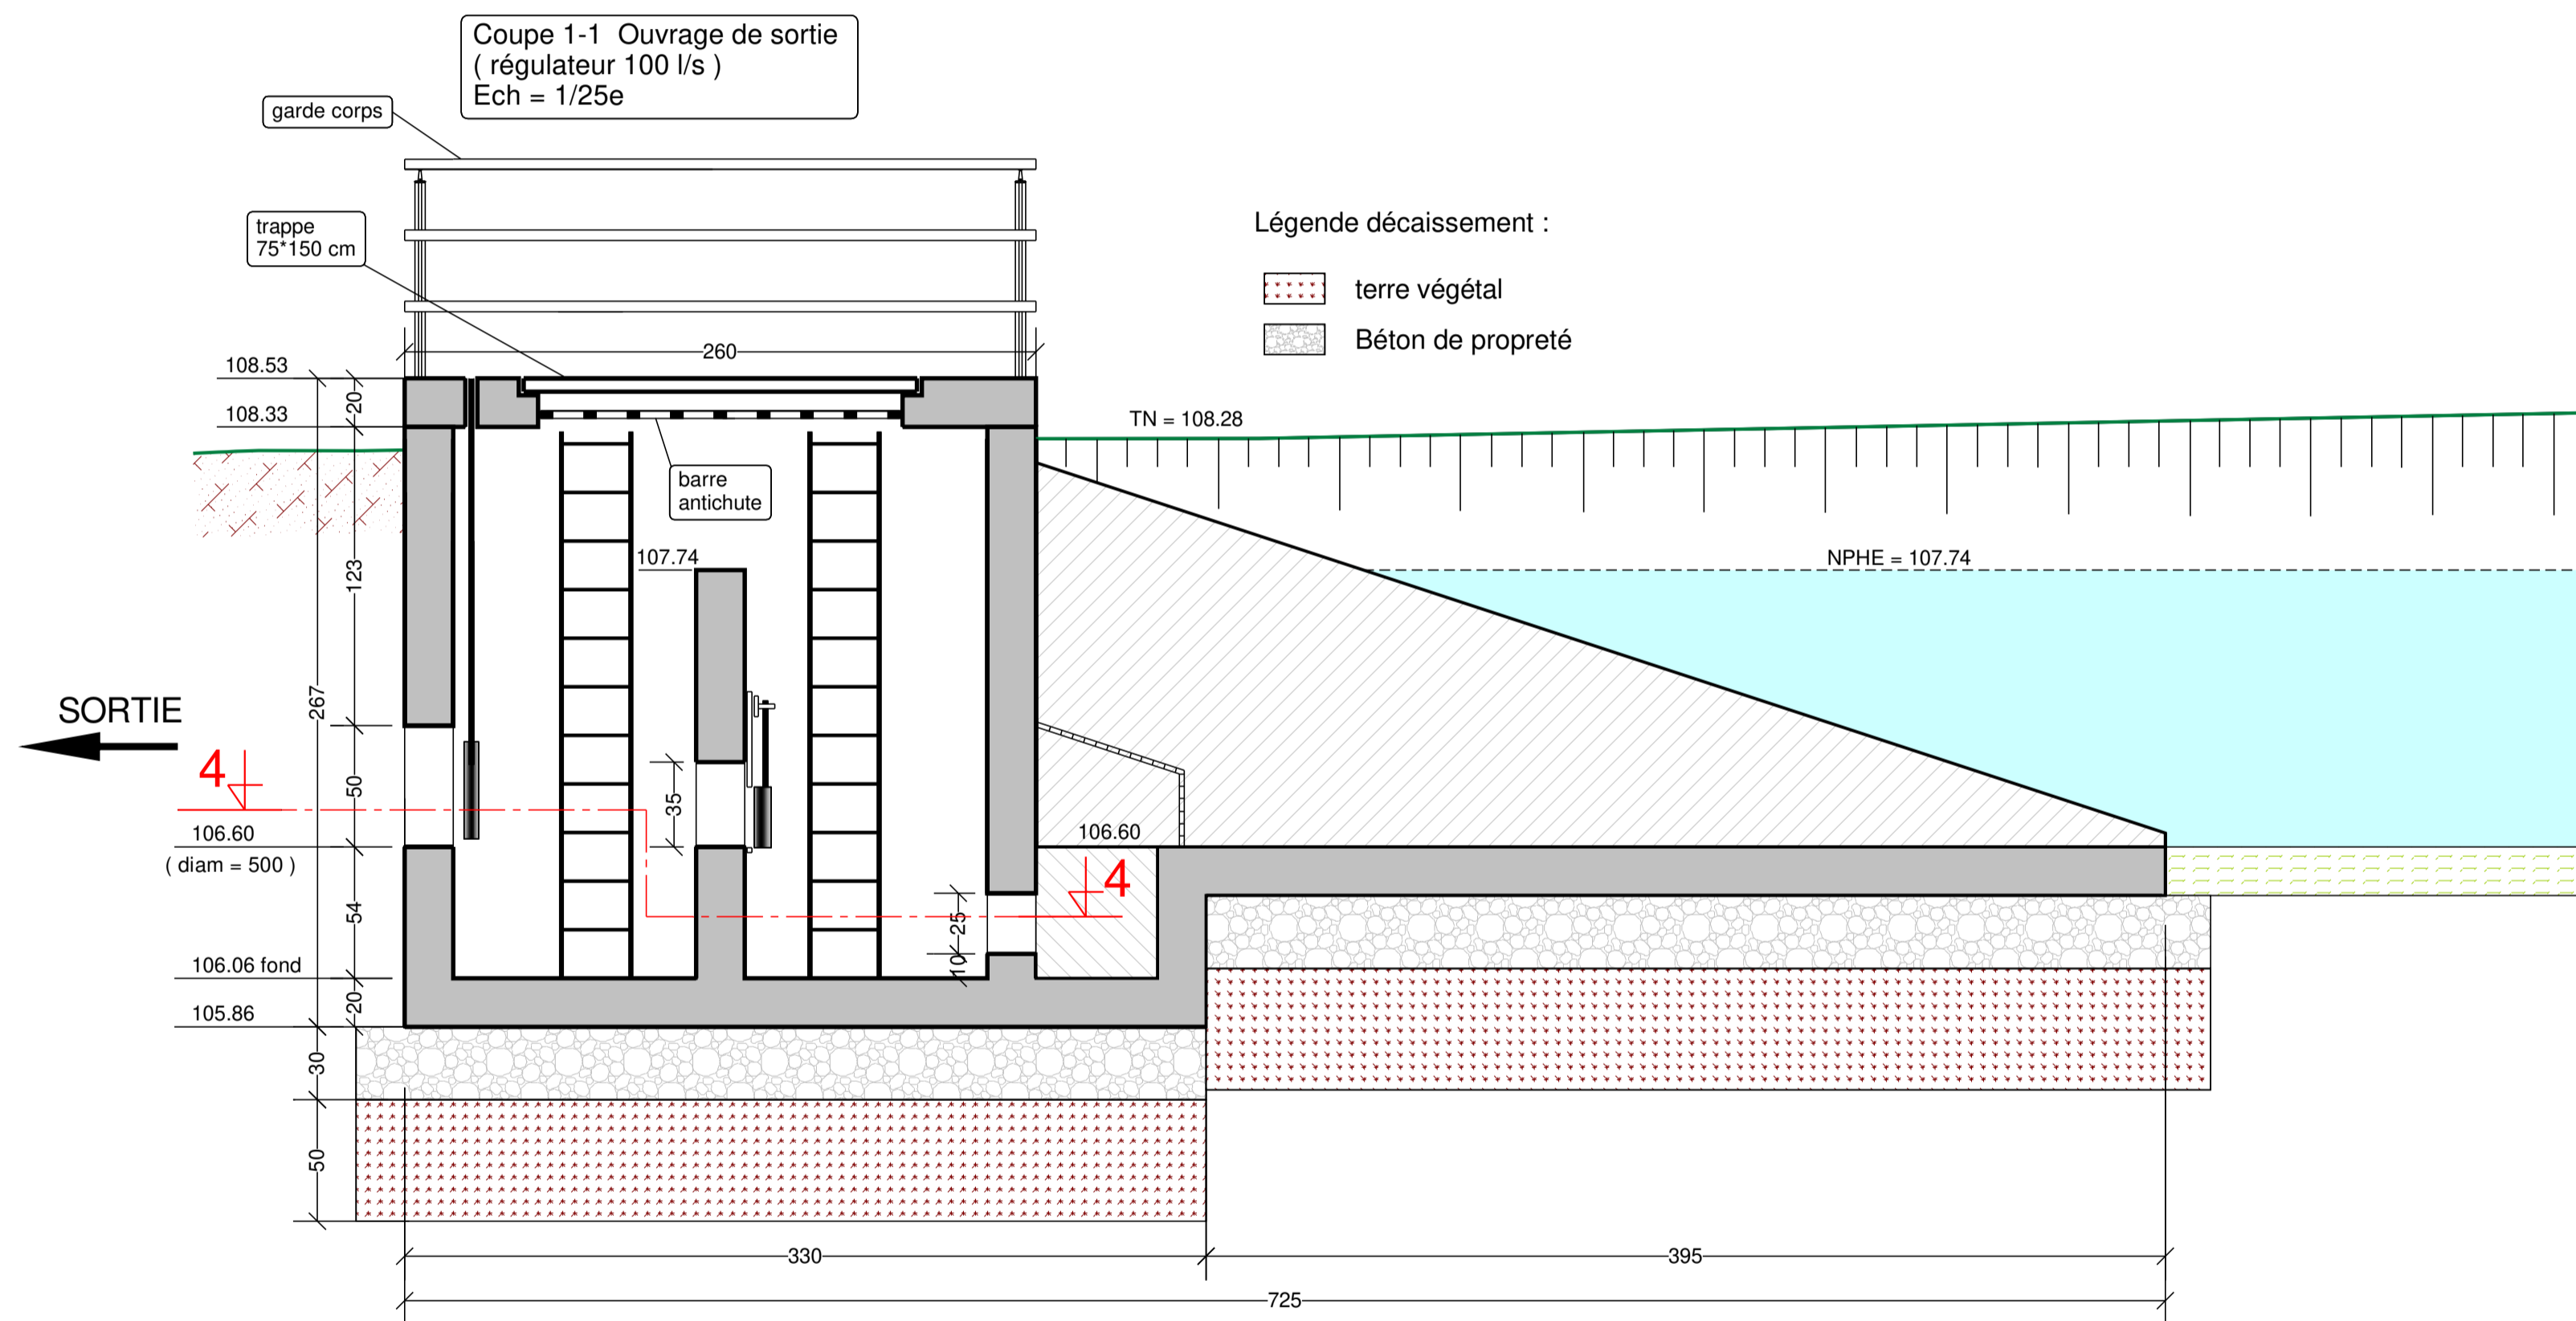 Coupe 1-1  Ouvrage de sortie
( régulateur 100 l/s )
Ech = 1/25e
garde corps
trappe
75*150 cm
Légende décaissement :
terre végétal
Béton de propreté
260
108.53
20
108.33
TN = 108.28
barre
antichute
107.74
NPHE = 107.74
123
267
SORTIE
4
50
35
106.60
( diam = 500 )
106.60
4
54
25
10
106.06 fond
20
105.86
30
50
330
395
725